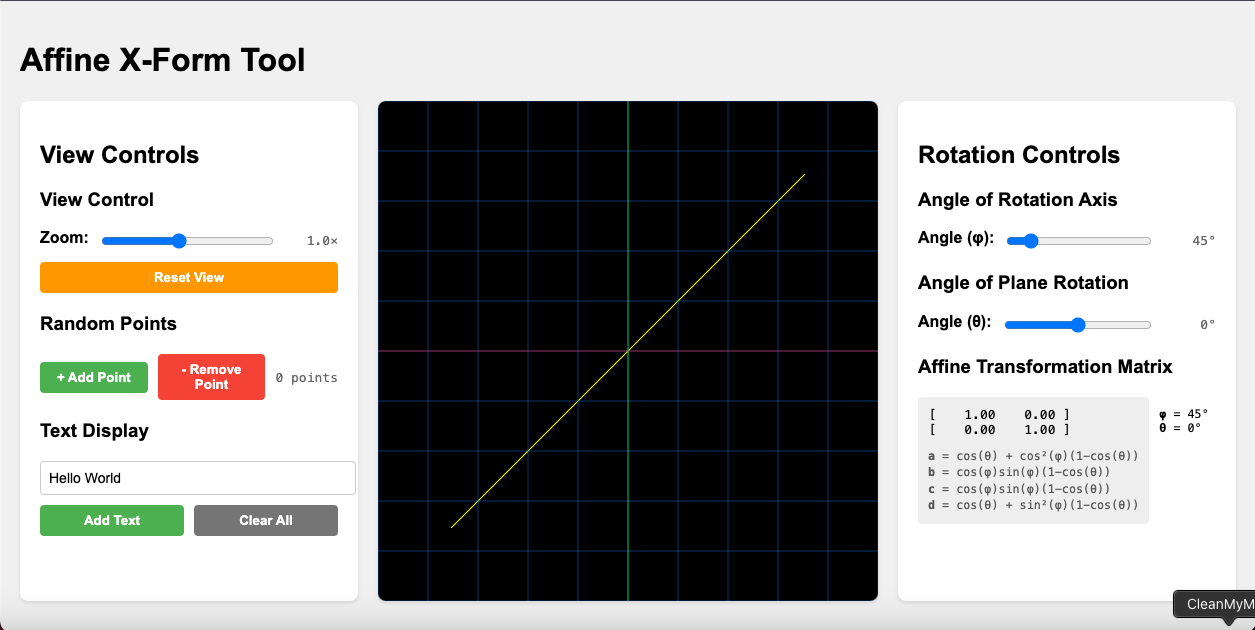 Affine X-Form Tool
View Controls
View Control
Zoom: 1.0×
Reset View
Random Points
+ Add Point
- Remove
Point
0 points
Text Display
Hello World
Add Text
Clear All
Rotation Controls
Angle of Rotation Axis
Angle (φ): 45°
Angle of Plane Rotation
Angle (θ): 0°
Affine Transformation Matrix
[ 1.00 0.00 ]
[ 0.00 1.00 ]
φ = 45°
θ = 0°
a = cos(θ) + cos²(φ)(1-cos(θ))
b = cos(φ)sin(φ)(1-cos(θ))
c = cos(φ)sin(φ)(1-cos(θ))
d = cos(θ) + sin²(φ)(1-cos(θ))
CleanMyM